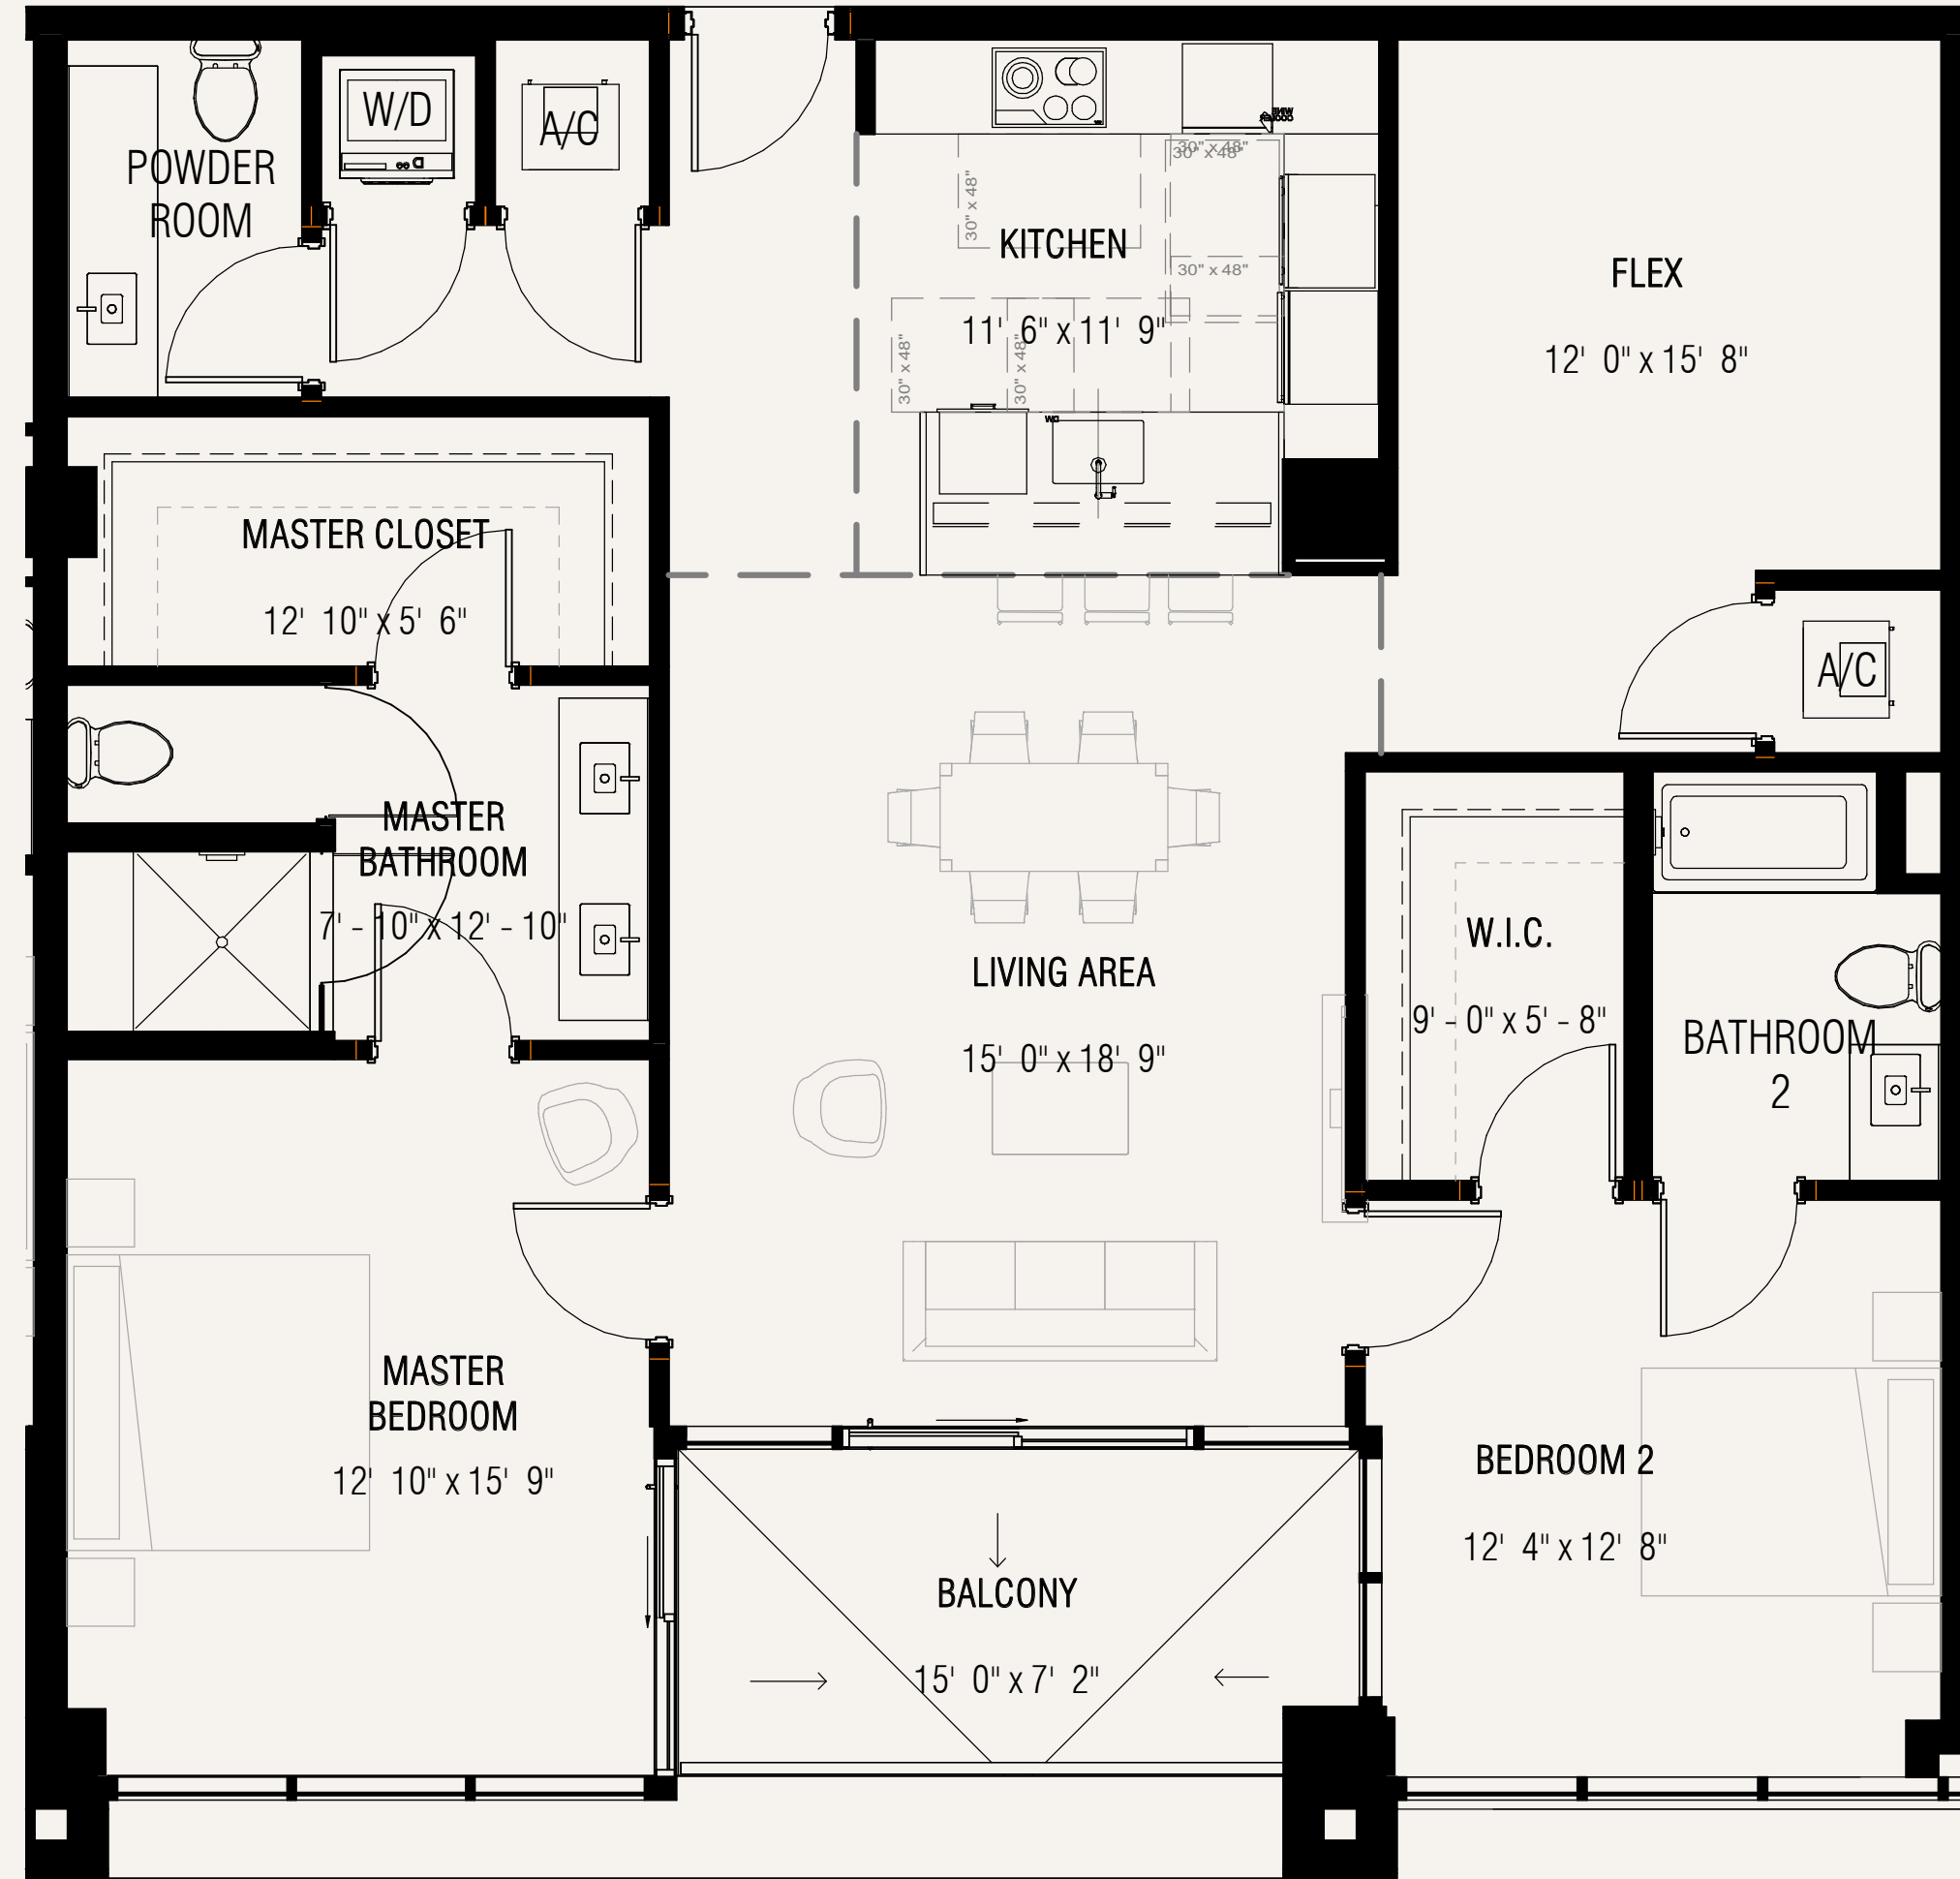 W/D
A/C
POWDER
ROOM
30" x 48"
30" x 48"
30" x 48"
KITCHEN
30" x 48"
11' 6" x 11' 9"
30" x 48"
30" x 48"
DW
FLEX
12' 0" x 15' 8"
MASTER CLOSET
12' 10" x 5' 6"
A/C
MASTER
BATHROOM
7' - 10" x 12' - 10"
LIVING AREA
15' 0" x 18' 9"
W.I.C.
9' - 0" x 5' - 8"
BATHROOM
2
MASTER
BEDROOM
12' 10" x 15' 9"
BEDROOM 2
12' 4" x 12' 8"
BALCONY
15' 0" x 7' 2"